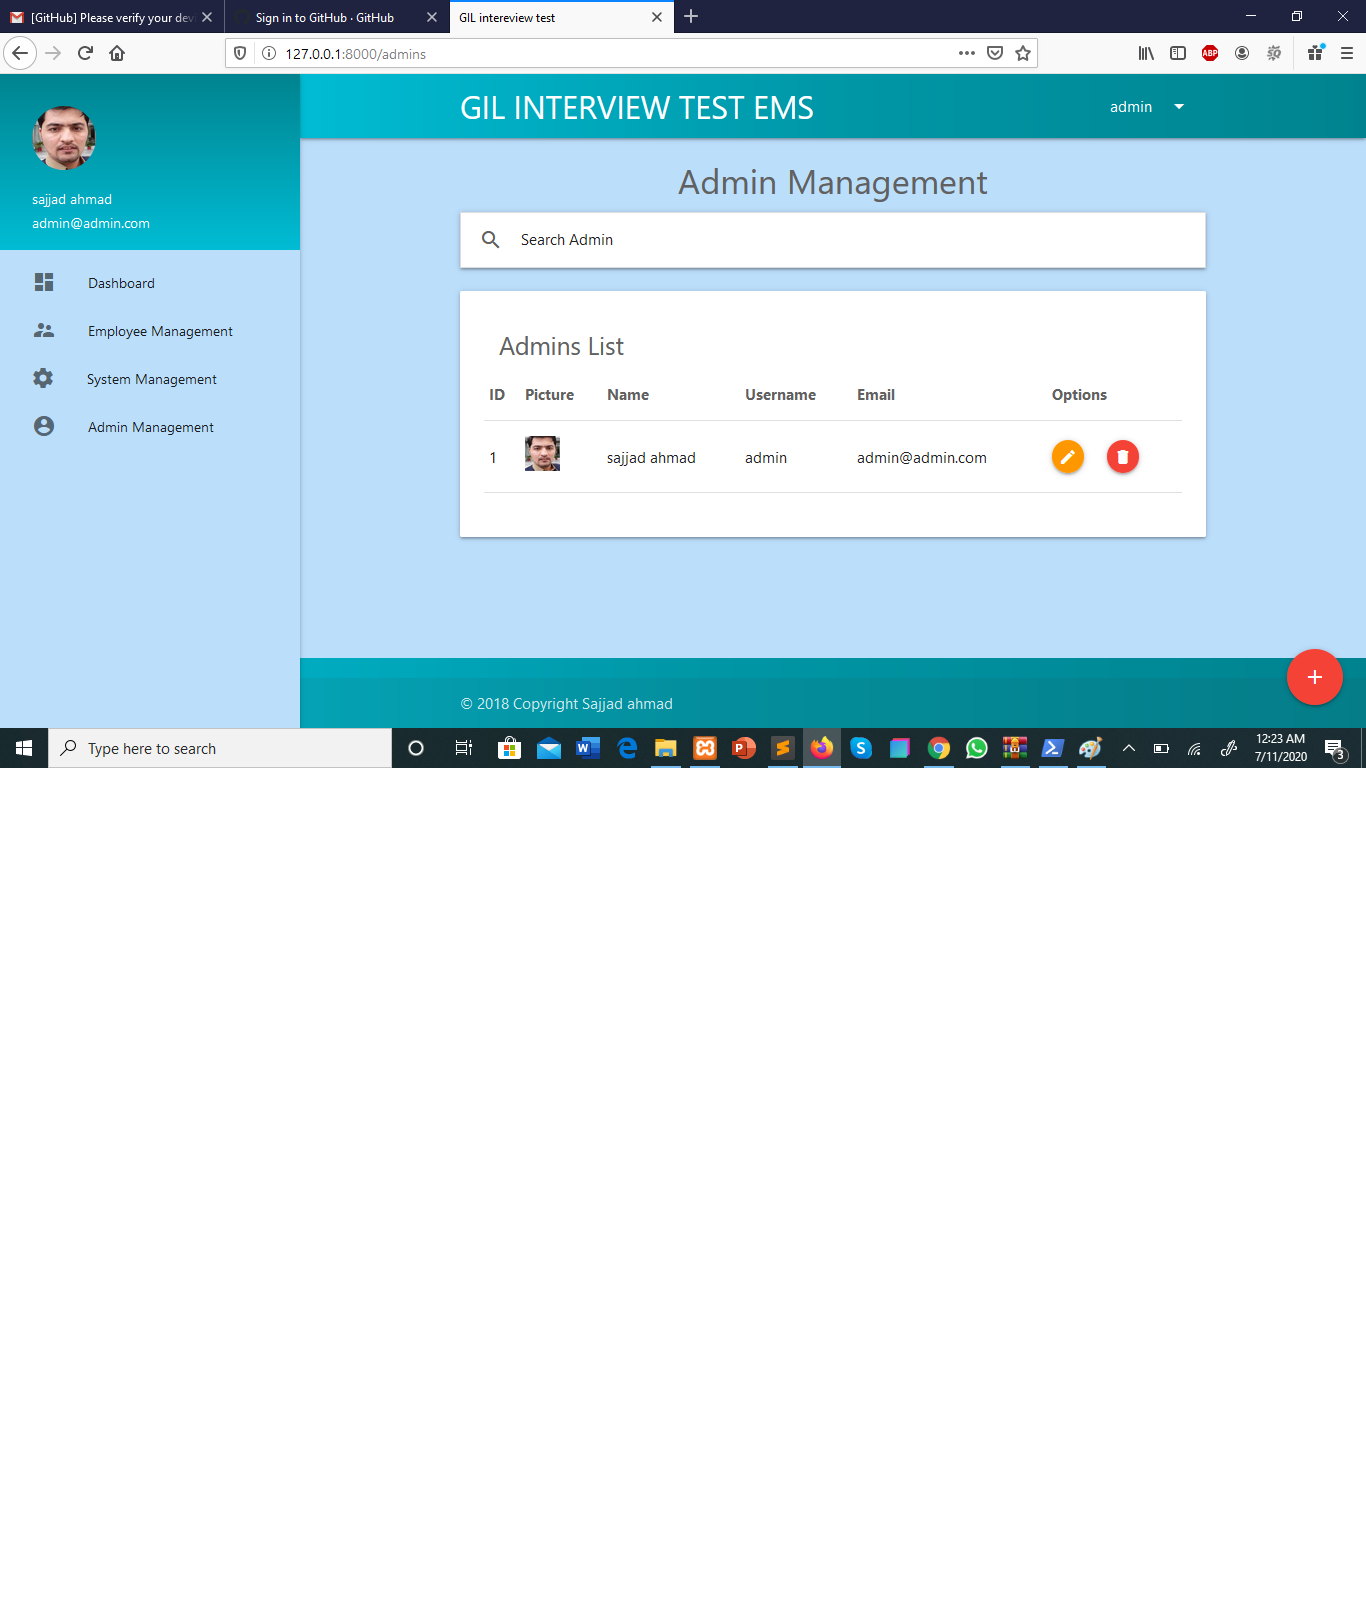 [GitHub] Please verify your dev
Sign in to GitHub · GitHub
GIL intereview test
127.0.0.1:8000/admins
ABP
GIL INTERVIEW TEST EMS
admin
sajjad ahmad
admin@admin.com
Dashboard
Employee Management
System Management
Admin Management
Admin Management
Search Admin
Admins List
ID Picture Name Username Email Options
1 sajjad ahmad admin admin@admin.com
© 2018 Copyright Sajjad ahmad
Type here to search
12:23 AM
7/11/2020
3